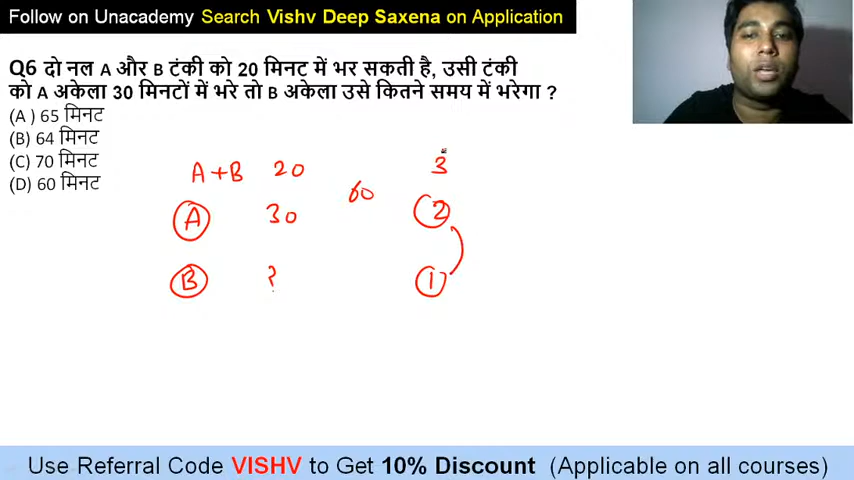 Follow on Unacademy Search Vishv Deep Saxena on Application
Q6 दो नल A और B टंकी को 20 मिनट में भर सकती है, उसी टंकी
को A अकेला 30 मिनटों में भरे तो B अकेला उसे कितने समय में भरेगा ?
(A ) 65 मिनट
(B) 64 मिनट
(C) 70 मिनट
(D) 60 मिनट
A+B 20 3
60
A 30 2
B ? 1
Use Referral Code VISHV to Get 10% Discount (Applicable on all courses)